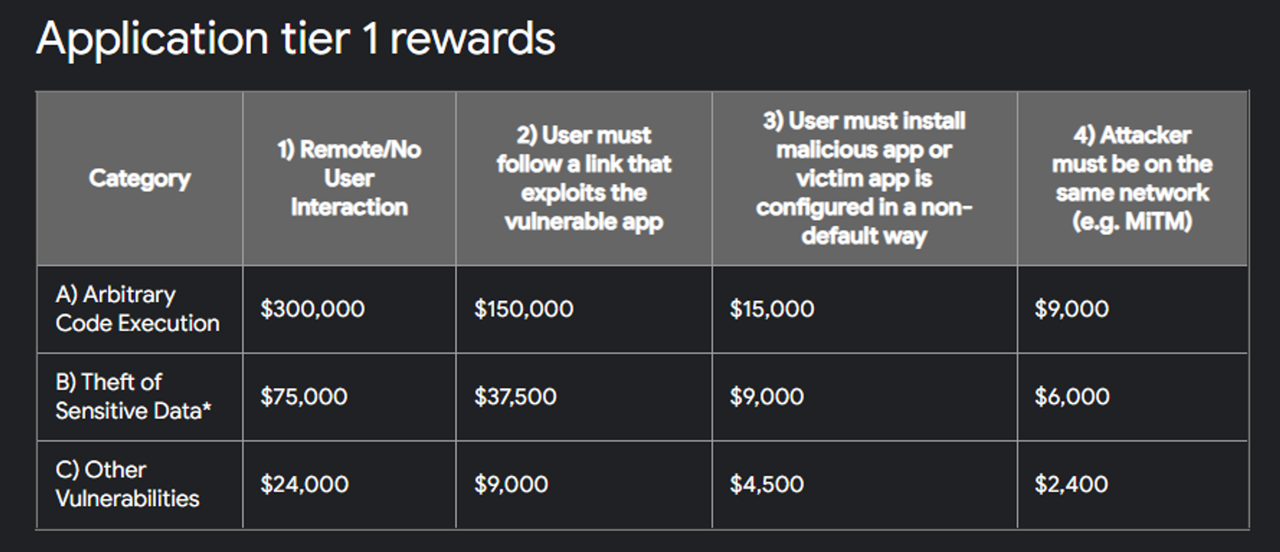 Application tier 1 rewards
Category
1) Remote/No
User
Interaction
2) User must
follow a link that
exploits the
vulnerable app
3) User must install
malicious app or
victim app is
configured in a non-
default way
4) Attacker
must be on the
same network
(e.g. MiTM)
A) Arbitrary
Code Execution
$300,000
$150,000
$15,000
$9,000
B) Theft of
Sensitive Data*
$75,000
$37,500
$9,000
$6,000
C) Other
Vulnerabilities
$24,000
$9,000
$4,500
$2,400